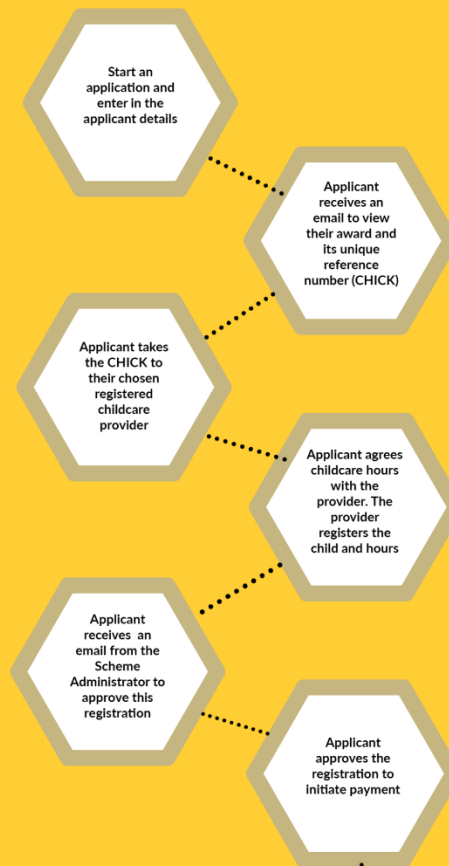 Start an
application and
enter in the
applicant details
Applicant
receives an
email to view
their award and
its unique
reference
number (CHICK)
Applicant takes
the CHICK to
their chosen
registered
childcare
provider
Applicant agrees
childcare hours
with the
provider. The
provider
registers the
child and hours
Applicant
receives an
email from the
Scheme
Administrator to
approve this
registration
Applicant
approves the
registration to
initiate payment